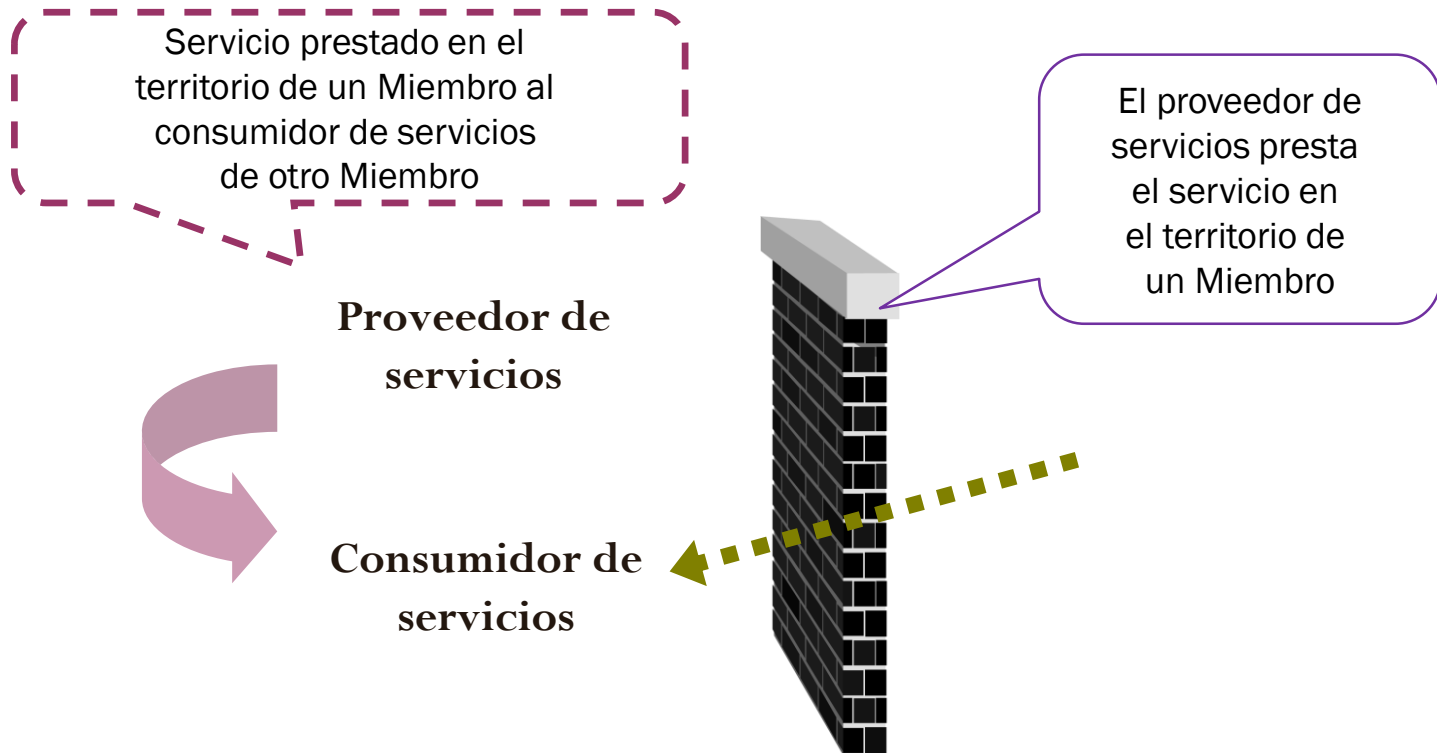 Servicio prestado en el
territorio de un Miembro al
consumidor de servicios
de otro Miembro
El proveedor de
servicios presta
el servicio en
el territorio de
un Miembro
Proveedor de
servicios
Consumidor de
servicios